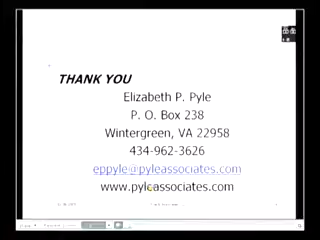 THANK YOU
Elizabeth P. Pyle
P. O. Box 238
Wintergreen, VA 22958
434-962-3626
eppyle@pyleassociates.com
www.pyleassociates.com